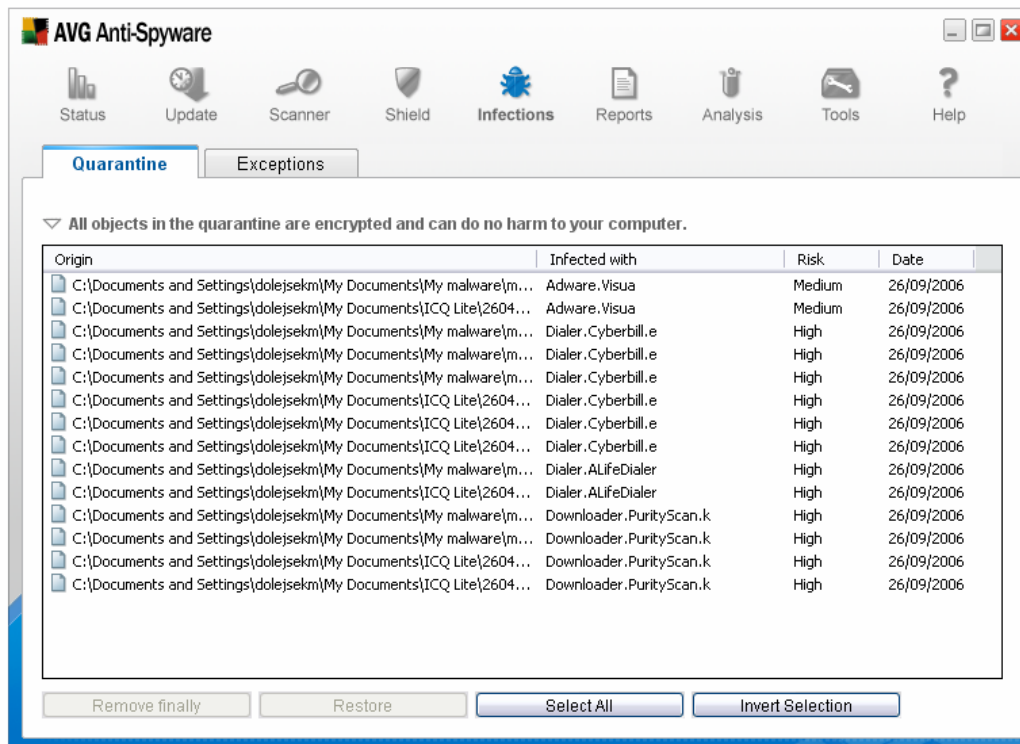 AVG Anti-Spyware
Status Update Scanner Shield Infections Reports Analysis Tools Help
Quarantine Exceptions
All objects in the quarantine are encrypted and can do no harm to your computer.
Origin Infected with Risk Date
C:\Documents and Settings\dolejsekm\My Documents\My malware\m... Adware.Visua Medium 26/09/2006
C:\Documents and Settings\dolejsekm\My Documents\ICQ Lite\2604... Adware.Visua Medium 26/09/2006
C:\Documents and Settings\dolejsekm\My Documents\My malware\m... Dialer.Cyberbill.e High 26/09/2006
C:\Documents and Settings\dolejsekm\My Documents\My malware\m... Dialer.Cyberbill.e High 26/09/2006
C:\Documents and Settings\dolejsekm\My Documents\My malware\m... Dialer.Cyberbill.e High 26/09/2006
C:\Documents and Settings\dolejsekm\My Documents\ICQ Lite\2604... Dialer.Cyberbill.e High 26/09/2006
C:\Documents and Settings\dolejsekm\My Documents\ICQ Lite\2604... Dialer.Cyberbill.e High 26/09/2006
C:\Documents and Settings\dolejsekm\My Documents\ICQ Lite\2604... Dialer.Cyberbill.e High 26/09/2006
C:\Documents and Settings\dolejsekm\My Documents\My malware\m... Dialer.ALifeDialer High 26/09/2006
C:\Documents and Settings\dolejsekm\My Documents\ICQ Lite\2604... Dialer.ALifeDialer High 26/09/2006
C:\Documents and Settings\dolejsekm\My Documents\My malware\m... Downloader.PurityScan.k High 26/09/2006
C:\Documents and Settings\dolejsekm\My Documents\My malware\m... Downloader.PurityScan.k High 26/09/2006
C:\Documents and Settings\dolejsekm\My Documents\ICQ Lite\2604... Downloader.PurityScan.k High 26/09/2006
C:\Documents and Settings\dolejsekm\My Documents\ICQ Lite\2604... Downloader.PurityScan.k High 26/09/2006
Remove finally Restore Select All Invert Selection